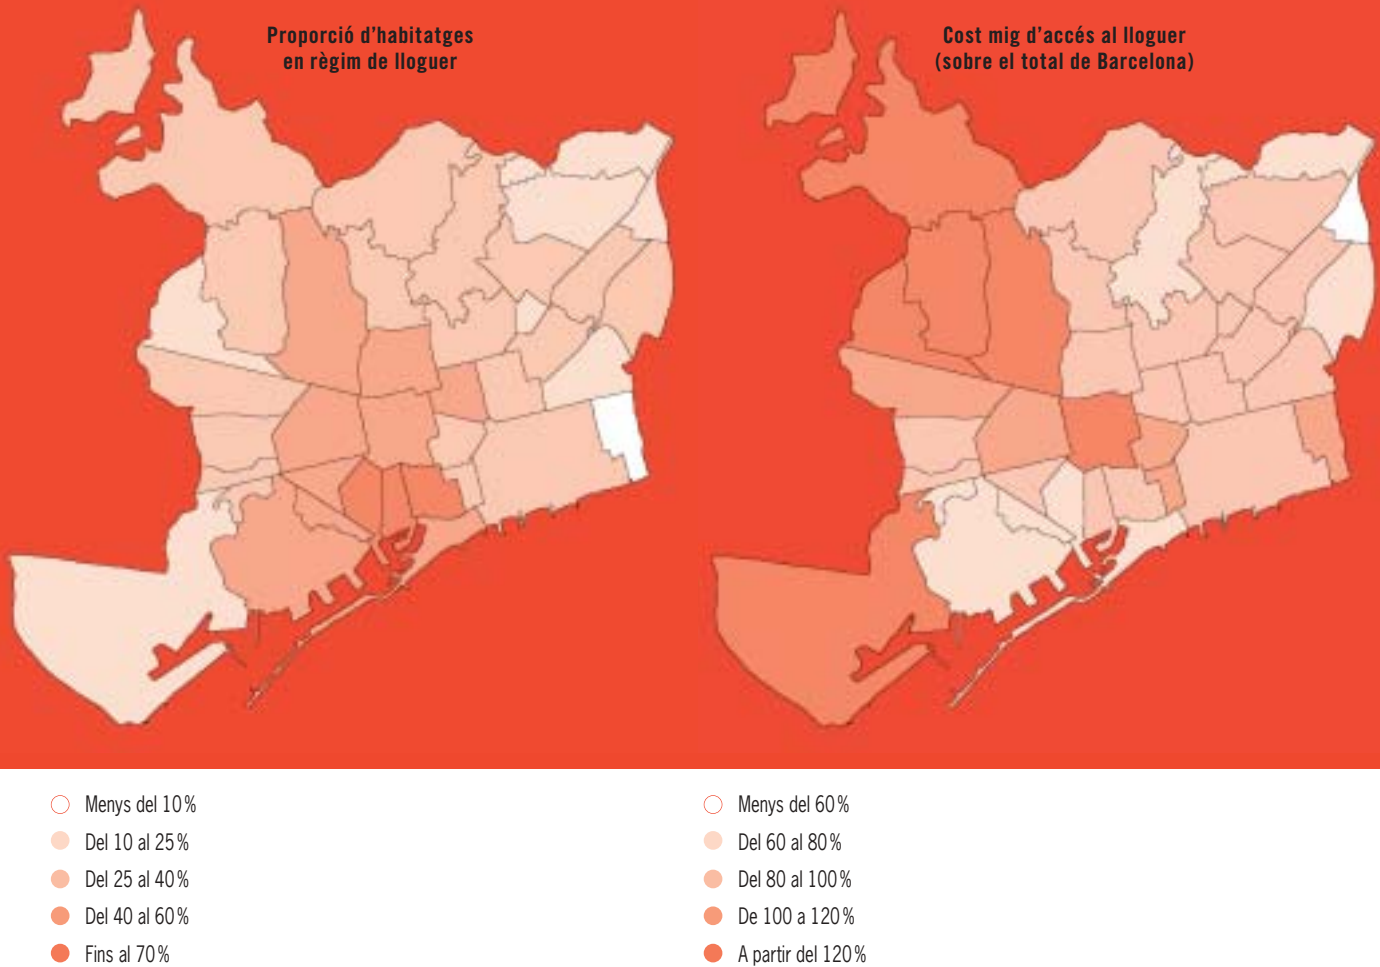 Proporció d'habitatges
en règim de lloguer
Cost mig d'accés al lloguer
(sobre el total de Barcelona)
Menys del 10%
Del 10 al 25%
Del 25 al 40%
Del 40 al 60%
Fins al 70%
Menys del 60%
Del 60 al 80%
Del 80 al 100%
De 100 a 120%
A partir del 120%